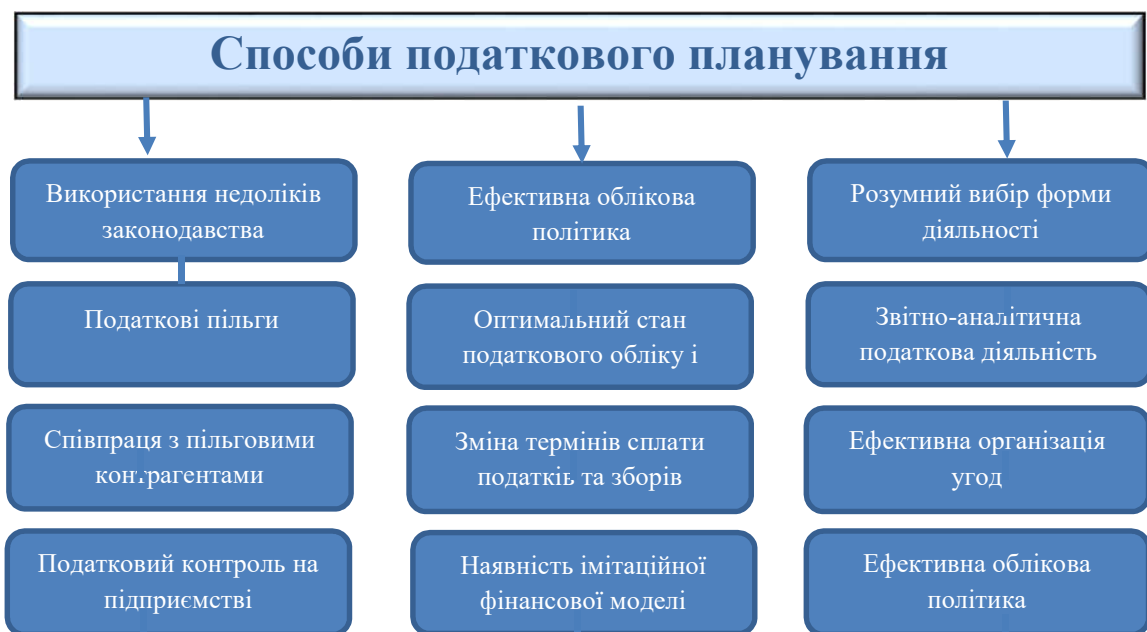 Способи податкового планування
Використання недоліків
законодавства
Ефективна облікова
політика
Розумний вибір форми
діяльності
Податкові пільги
Оптимальний стан
податкового обліку і
Звітно-аналітична
податкова діяльність
Співпраця з пільговими
контрагентами
Зміна термінів сплати
податків та зборів
Ефективна організація
угод
Податковий контроль на
підприємстві
Наявність імітаційної
фінансової моделі
Ефективна облікова
політика